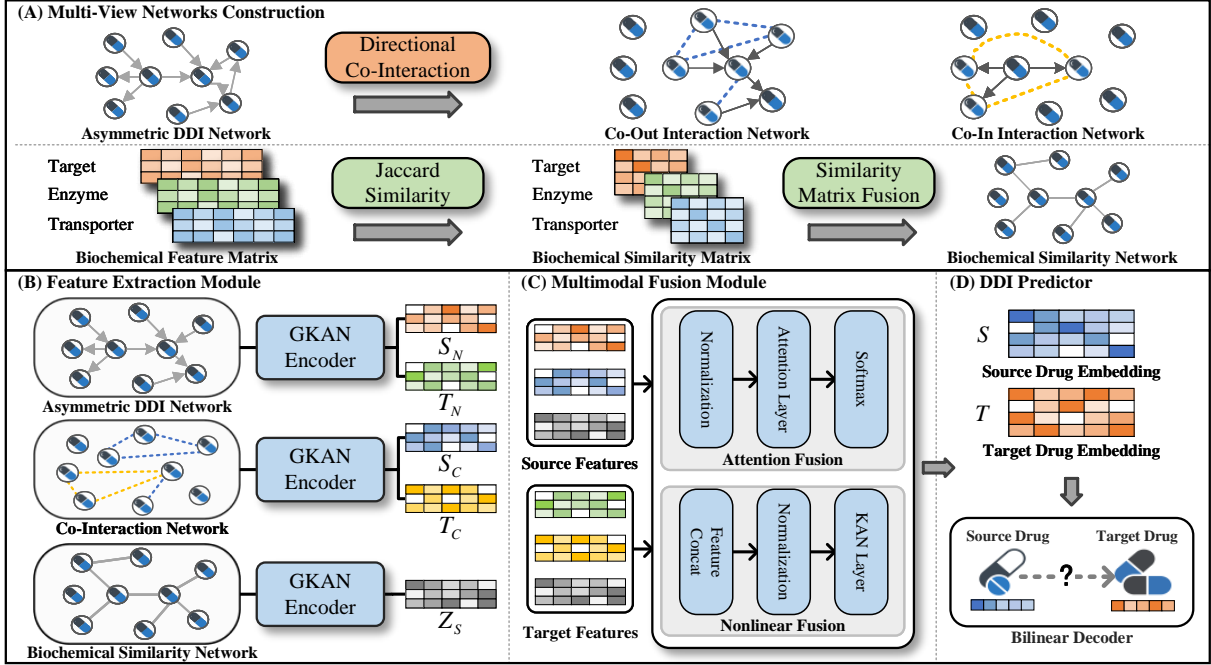 (A) Multi-View Networks Construction
Directional
Co-Interaction
Asymmetric DDI Network
Co-Out Interaction Network
Co-In Interaction Network
Target
Enzyme
Transporter
Biochemical Feature Matrix
Jaccard
Similarity
Target
Enzyme
Transporter
Biochemical Similarity Matrix
Similarity
Matrix Fusion
Biochemical Similarity Network
(B) Feature Extraction Module
Asymmetric DDI Network
GKAN
Encoder
S_N
T_N
Co-Interaction Network
GKAN
Encoder
S_C
T_C
Biochemical Similarity Network
GKAN
Encoder
Z_S
(C) Multimodal Fusion Module
Source Features
Normalization
Attention Layer
Softmax
Attention Fusion
Target Features
Feature
Concat
Normalization
KAN Layer
Nonlinear Fusion
(D) DDI Predictor
S
Source Drug Embedding
T
Target Drug Embedding
Source Drug
Target Drug
?
Bilinear Decoder